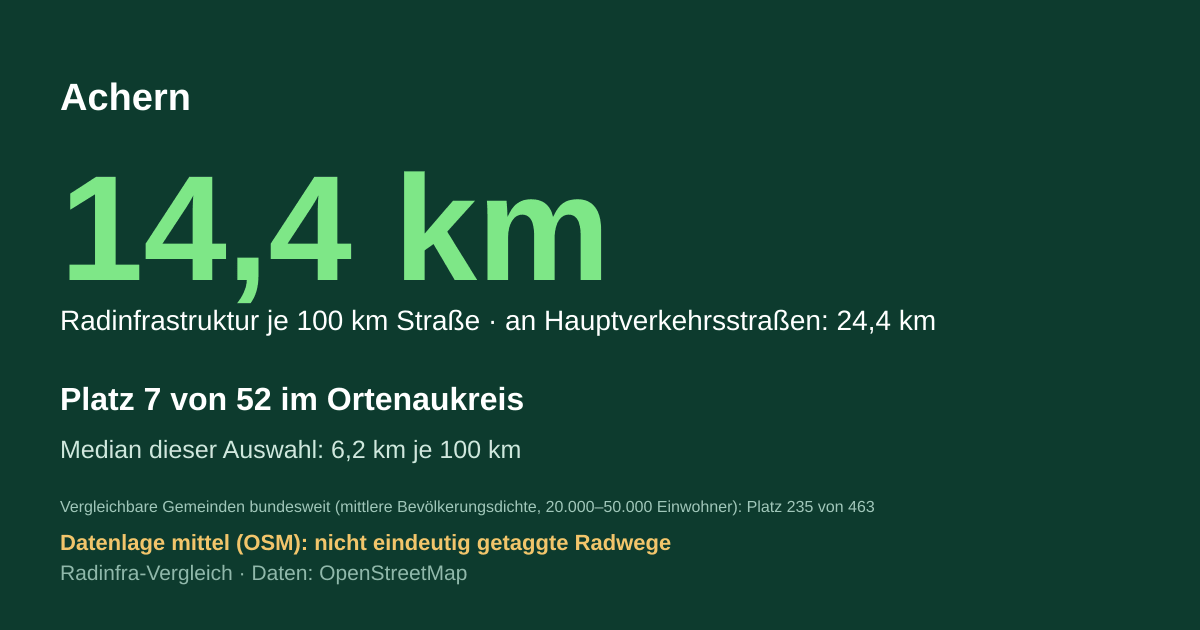 Achern
14,4 km
Radinfrastruktur je 100 km Straße · an Hauptverkehrsstraßen: 24,4 km
Platz 7 von 52 im Ortenaukreis
Median dieser Auswahl: 6,2 km je 100 km
Vergleichbare Gemeinden bundesweit (mittlere Bevölkerungsdichte, 20.000–50.000 Einwohner): Platz 235 von 463
Datenlage mittel (OSM): nicht eindeutig getaggte Radwege
Radinfra-Vergleich · Daten: OpenStreetMap